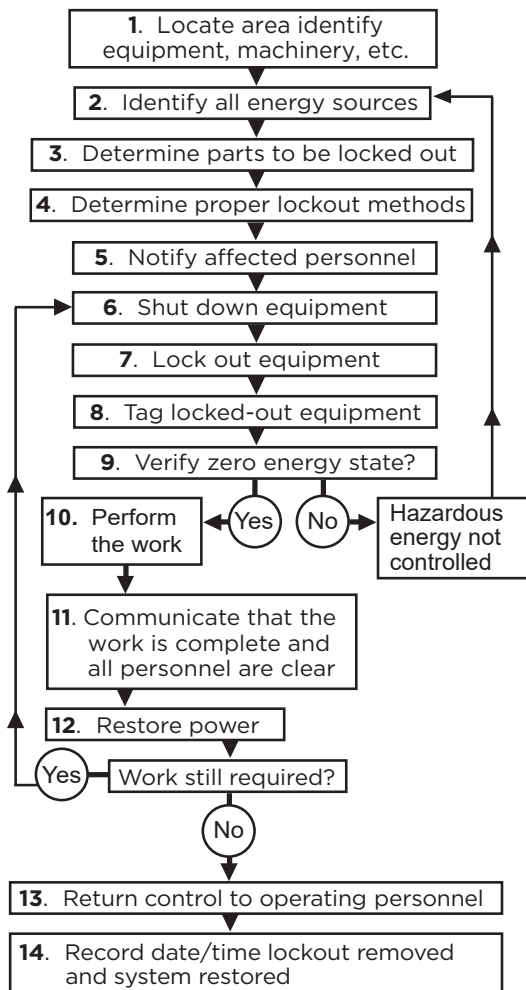 1. Locate area identify
equipment, machinery, etc.
2. Identify all energy sources
3. Determine parts to be locked out
4. Determine proper lockout methods
5. Notify affected personnel
6. Shut down equipment
7. Lock out equipment
8. Tag locked-out equipment
9. Verify zero energy state?
Yes
No
10. Perform
the work
Hazardous
energy not
controlled
11. Communicate that the
work is complete and
all personnel are clear
12. Restore power
Yes
Work still required?
No
13. Return control to operating personnel
14. Record date/time lockout removed
and system restored